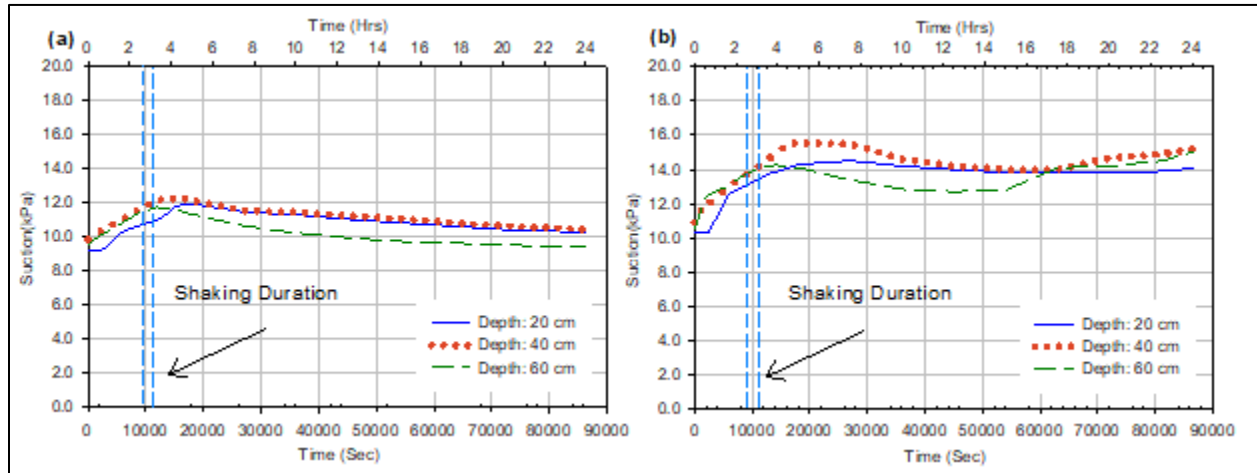 (a)
Time (Hrs)
0 2 4 6 8 10 12 14 16 18 20 22 24
20.0
18.0
16.0
14.0
12.0
10.0
8.0
6.0
4.0
2.0
0.0
Suction(kPa)
Shaking Duration
Depth: 20 cm
Depth: 40 cm
Depth: 60 cm
0 10000 20000 30000 40000 50000 60000 70000 80000 90000
Time (Sec)
(b)
Time (Hrs)
0 2 3 5 6 8 10 11 13 14 16 18 19 21 22 24
20.0
18.0
16.0
14.0
12.0
10.0
8.0
6.0
4.0
2.0
0.0
Suction(kPa)
Shaking Duration
Depth: 20 cm
Depth: 40 cm
Depth: 60 cm
0 10000 20000 30000 40000 50000 60000 70000 80000 90000
Time (Sec)